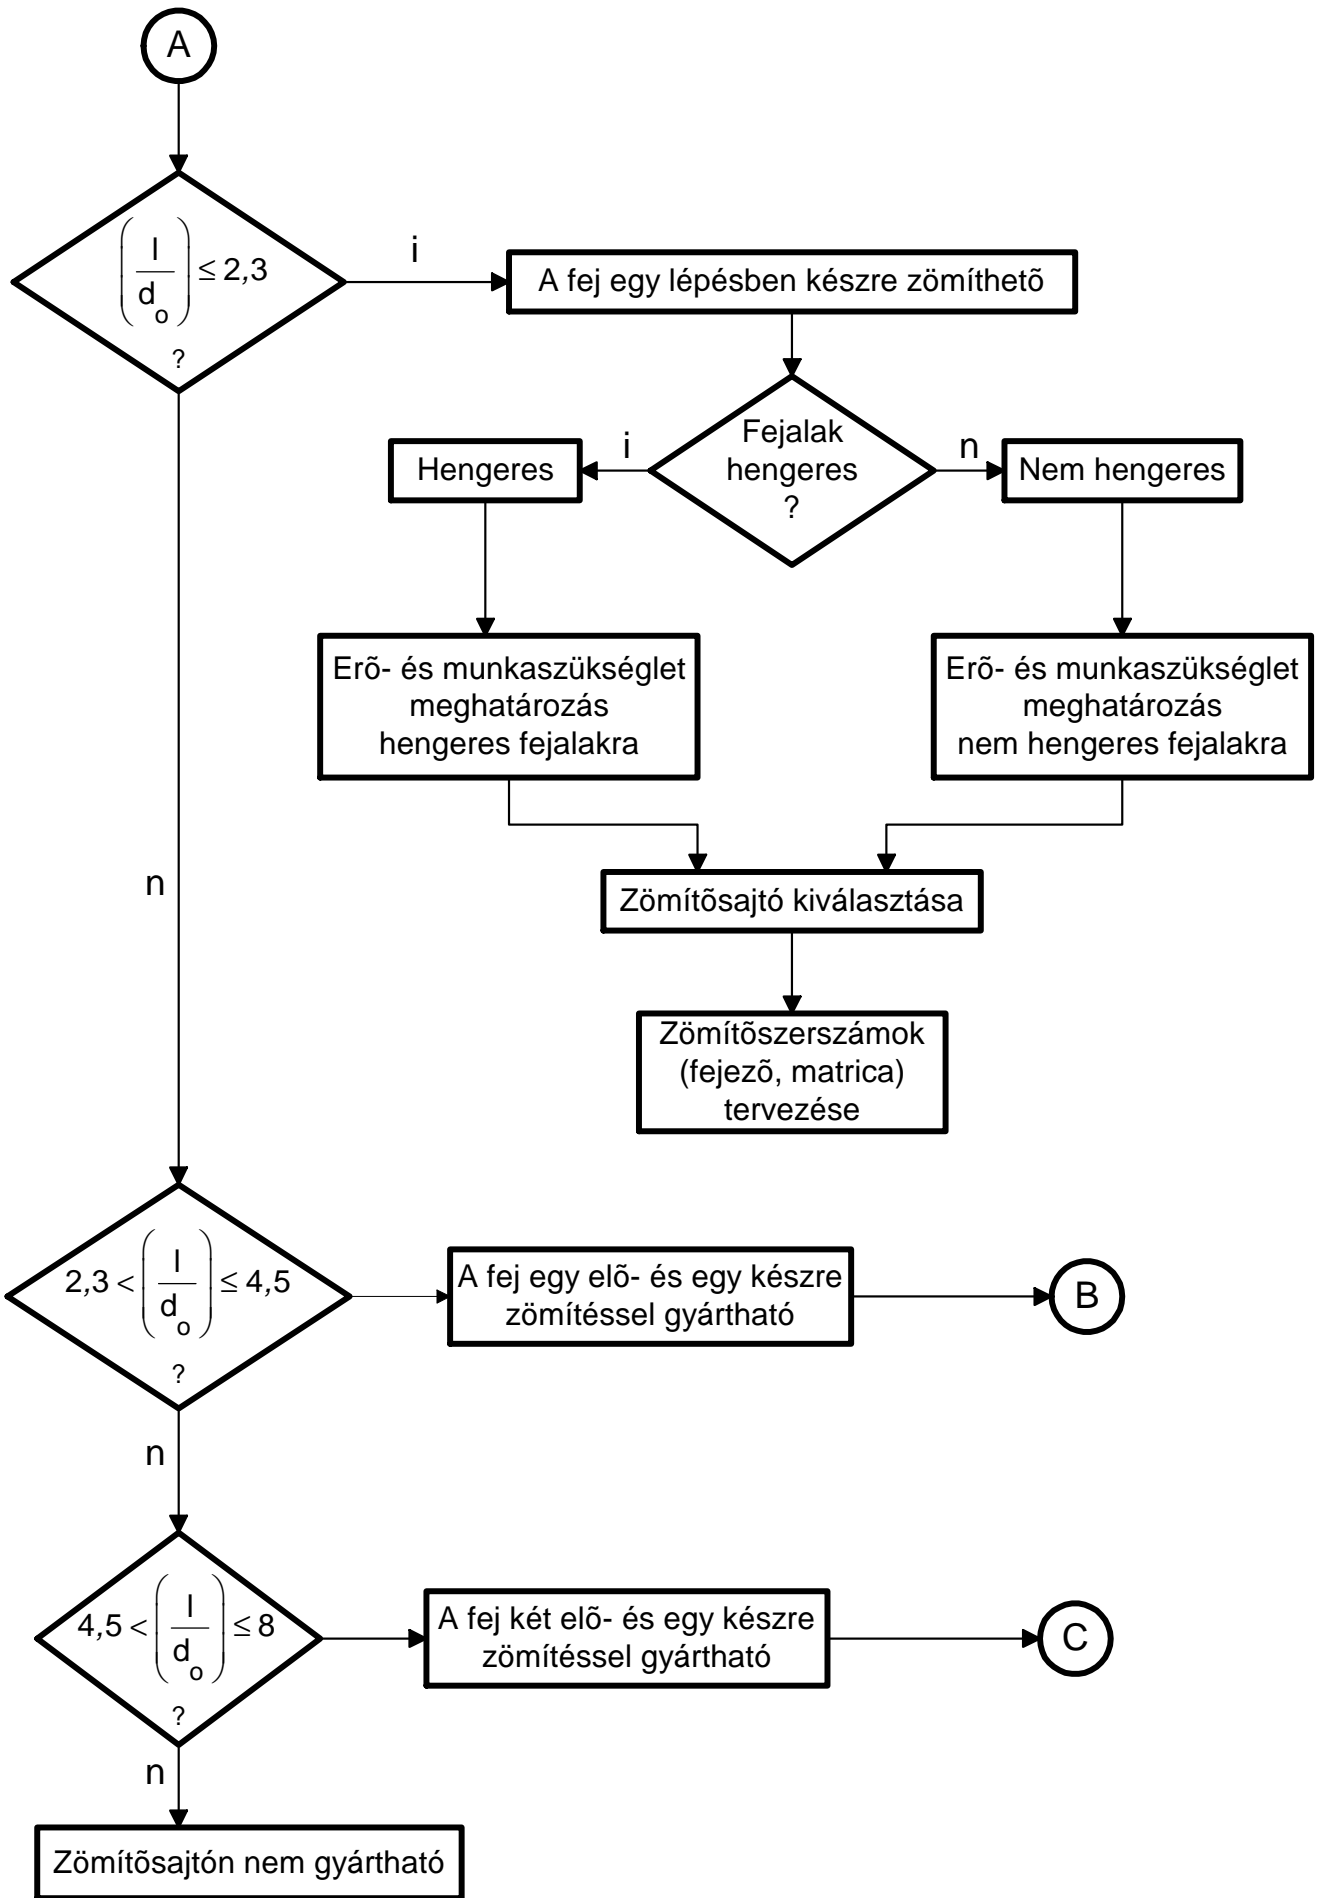 A
( l / d_o ) ≤ 2,3
?
i
A fej egy lépésben készre zömíthetõ
Fejalak
hengeres
?
i
n
Hengeres
Nem hengeres
Erõ- és munkaszükséglet
meghatározás
hengeres fejalakra
Erõ- és munkaszükséglet
meghatározás
nem hengeres fejalakra
n
Zömítõsajtó kiválasztása
Zömítõszerszámok
(fejezõ, matrica)
tervezése
2,3 < ( l / d_o ) ≤ 4,5
?
A fej egy elõ- és egy készre
zömítéssel gyártható
B
n
4,5 < ( l / d_o ) ≤ 8
?
A fej két elõ- és egy készre
zömítéssel gyártható
C
n
Zömítõsajtón nem gyártható